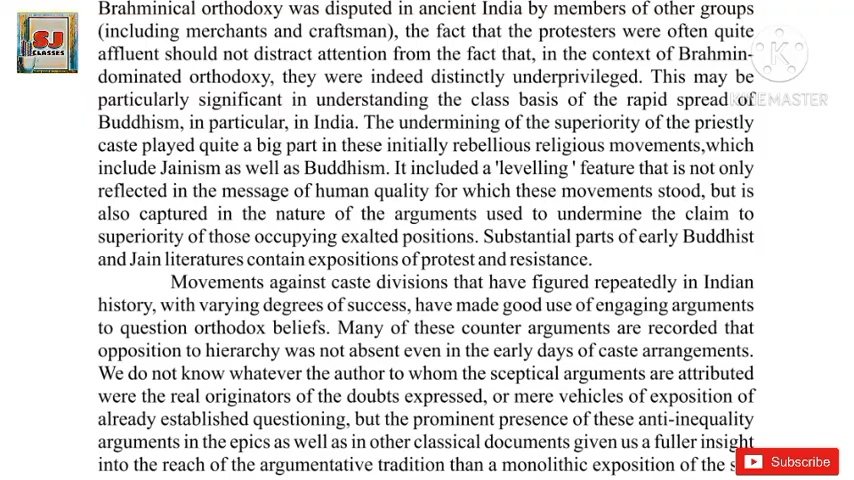 Brahminical orthodoxy was disputed in ancient India by members of other groups
(including merchants and craftsman), the fact that the protesters were often quite
affluent should not distract attention from the fact that, in the context of Brahmin-
dominated orthodoxy, they were indeed distinctly underprivileged. This may be
particularly significant in understanding the class basis of the rapid spread of
Buddhism, in particular, in India. The undermining of the superiority of the priestly
caste played quite a big part in these initially rebellious religious movements,which
include Jainism as well as Buddhism. It included a 'levelling ' feature that is not only
reflected in the message of human quality for which these movements stood, but is
also captured in the nature of the arguments used to undermine the claim to
superiority of those occupying exalted positions. Substantial parts of early Buddhist
and Jain literatures contain expositions of protest and resistance.
Movements against caste divisions that have figured repeatedly in Indian
history, with varying degrees of success, have made good use of engaging arguments
to question orthodox beliefs. Many of these counter arguments are recorded that
opposition to hierarchy was not absent even in the early days of caste arrangements.
We do not know whatever the author to whom the sceptical arguments are attributed
were the real originators of the doubts expressed, or mere vehicles of exposition of
already established questioning, but the prominent presence of these anti-inequality
arguments in the epics as well as in other classical documents given us a fuller insight
into the reach of the argumentative tradition than a monolithic exposition of the
SJ
CLASSES
KINEMASTER
Subscribe